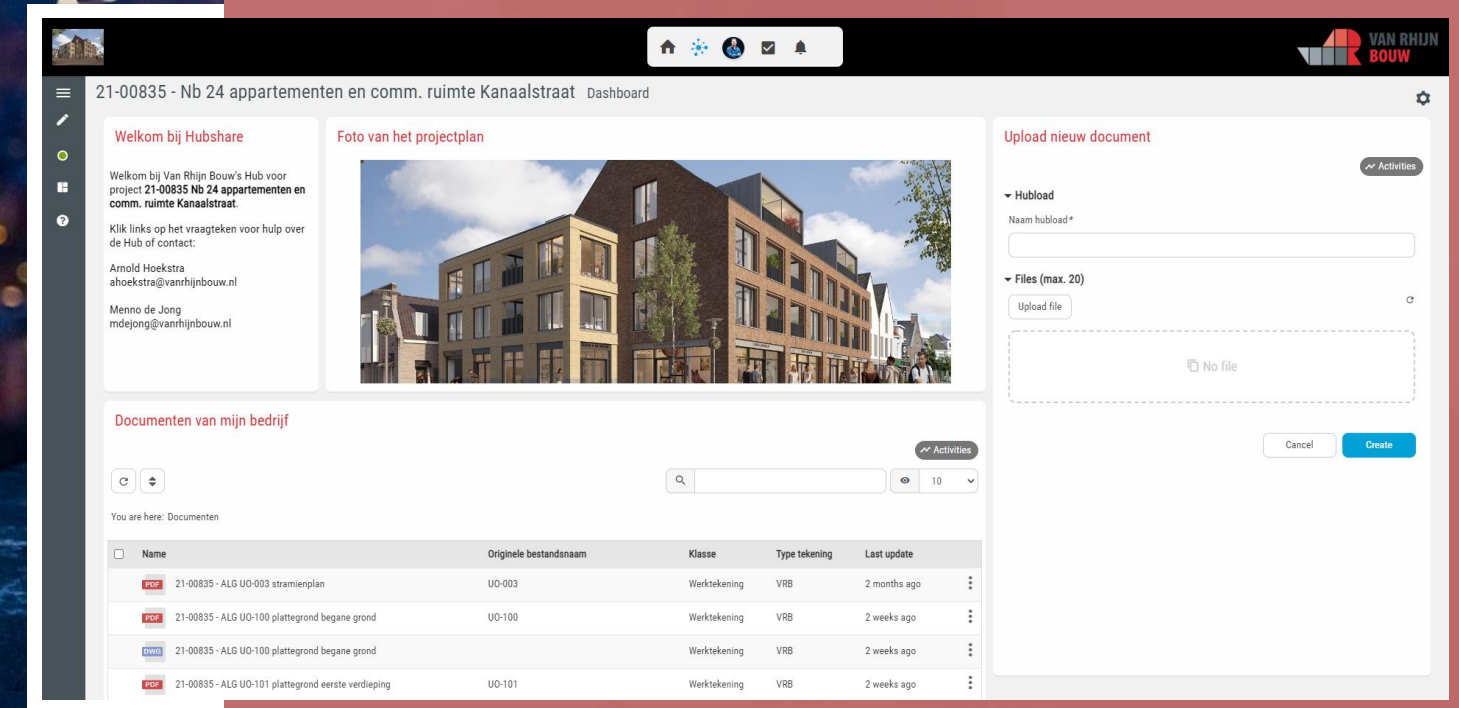 VAN RHIJN
BOUW
21-00835 - Nb 24 appartementen en comm. ruimte Kanaalstraat Dashboard
Welkom bij Hubshare
Welkom bij Van Rhijn Bouw's Hub voor
project 21-00835 Nb 24 appartementen en
comm. ruimte Kanaalstraat.
Klik links op het vraagteken voor hulp over
de Hub of contact:
Arnold Hoekstra
ahoekstra@vanrhijnbouw.nl
Menno de Jong
mdejong@vanrhijnbouw.nl
Foto van het projectplan
Upload nieuw document
Activities
Hubload
Naam hubload*
Files (max. 20)
Upload file
No file
Cancel Create
Documenten van mijn bedrijf
Activities
10
You are here: Documenten
Name Originele bestandsnaam Klasse Type tekening Last update
PDF 21-00835 - ALG UO-003 stramienplan UO-003 Werktekening VRB 2 months ago
PDF 21-00835 - ALG UO-100 plattegrond begane grond UO-100 Werktekening VRB 2 weeks ago
DWG 21-00835 - ALG UO-100 plattegrond begane grond Werktekening VRB 2 weeks ago
PDF 21-00835 - ALG UO-101 plattegrond eerste verdieping UO-101 Werktekening VRB 2 weeks ago